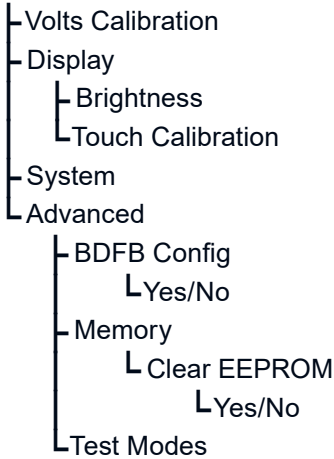 Volts Calibration
Display
Brightness
Touch Calibration
System
Advanced
BDFB Config
Yes/No
Memory
Clear EEPROM
Yes/No
Test Modes